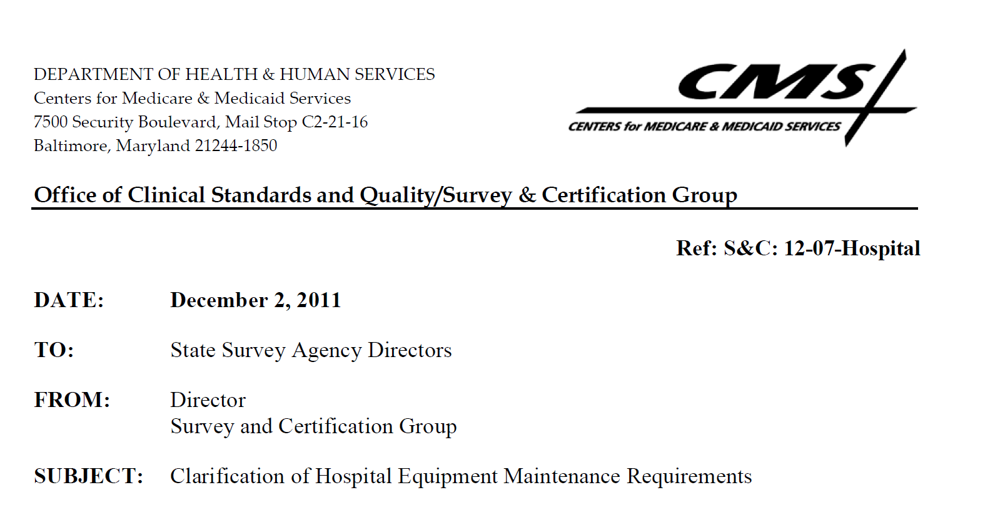 DEPARTMENT OF HEALTH & HUMAN SERVICES
Centers for Medicare & Medicaid Services
7500 Security Boulevard, Mail Stop C2-21-16
Baltimore, Maryland 21244-1850
CMS
CENTERS for MEDICARE & MEDICAID SERVICES
Office of Clinical Standards and Quality/Survey & Certification Group
Ref: S&C: 12-07-Hospital
DATE: December 2, 2011
TO: State Survey Agency Directors
FROM: Director
Survey and Certification Group
SUBJECT: Clarification of Hospital Equipment Maintenance Requirements